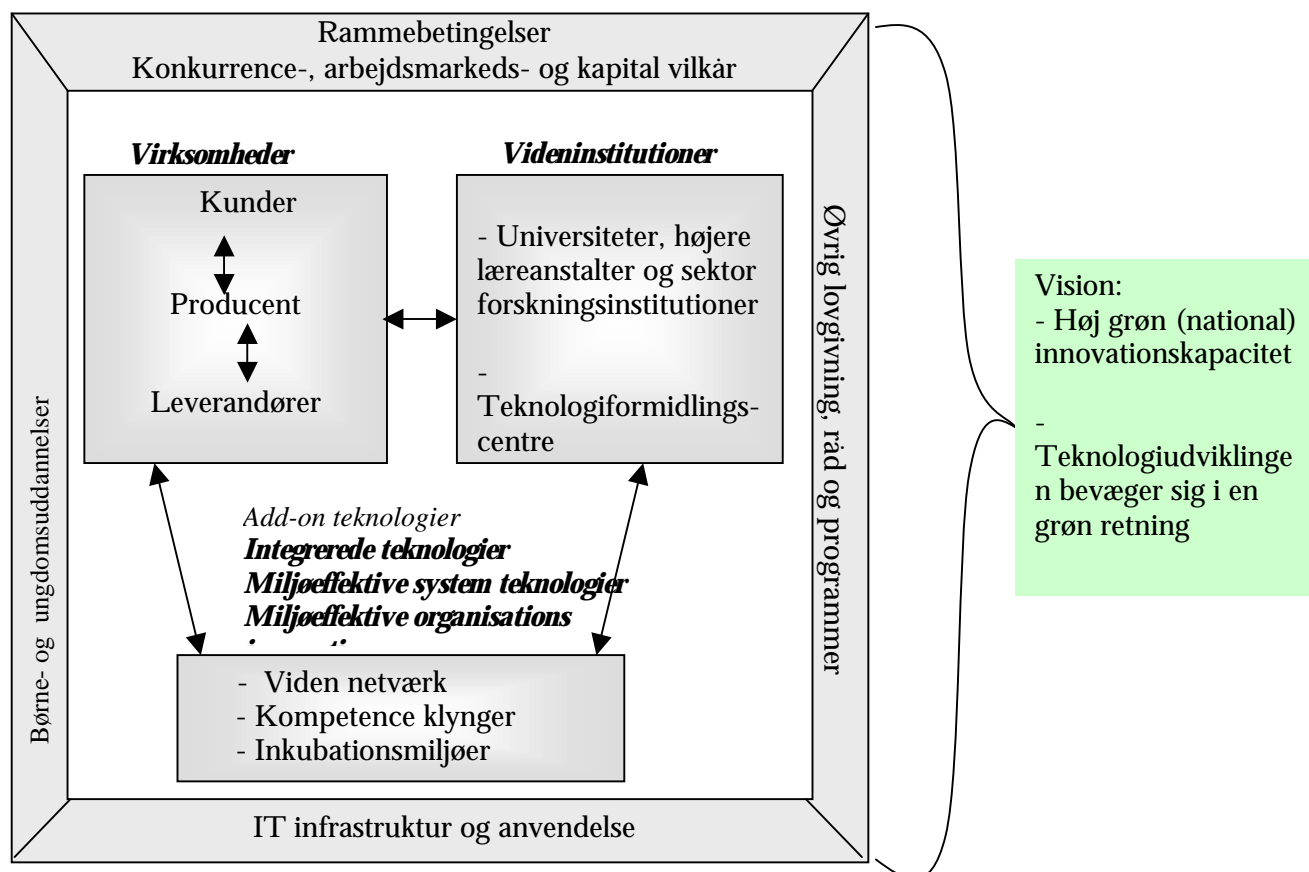 Rammebetingelser
Konkurrence-, arbejdsmarkeds- og kapital vilkår
Virksomheder
Kunder
Producent
Leverandører
Videninstitutioner
- Universiteter, højere
læreanstalter og sektor
forskningsinstitutioner
-
Teknologiformidlings-
centre
Add-on teknologier
Integrerede teknologier
Miljøeffektive system teknologier
Miljøeffektive organisations
- Viden netværk
- Kompetence klynger
- Inkubationsmiljøer
Børne- og ungdomsuddannelser
Øvrig lovgivning, råd og programmer
IT infrastruktur og anvendelse
Vision:
- Høj grøn (national)
innovationskapacitet
-
Teknologiudviklinge
n bevæger sig i en
grøn retning